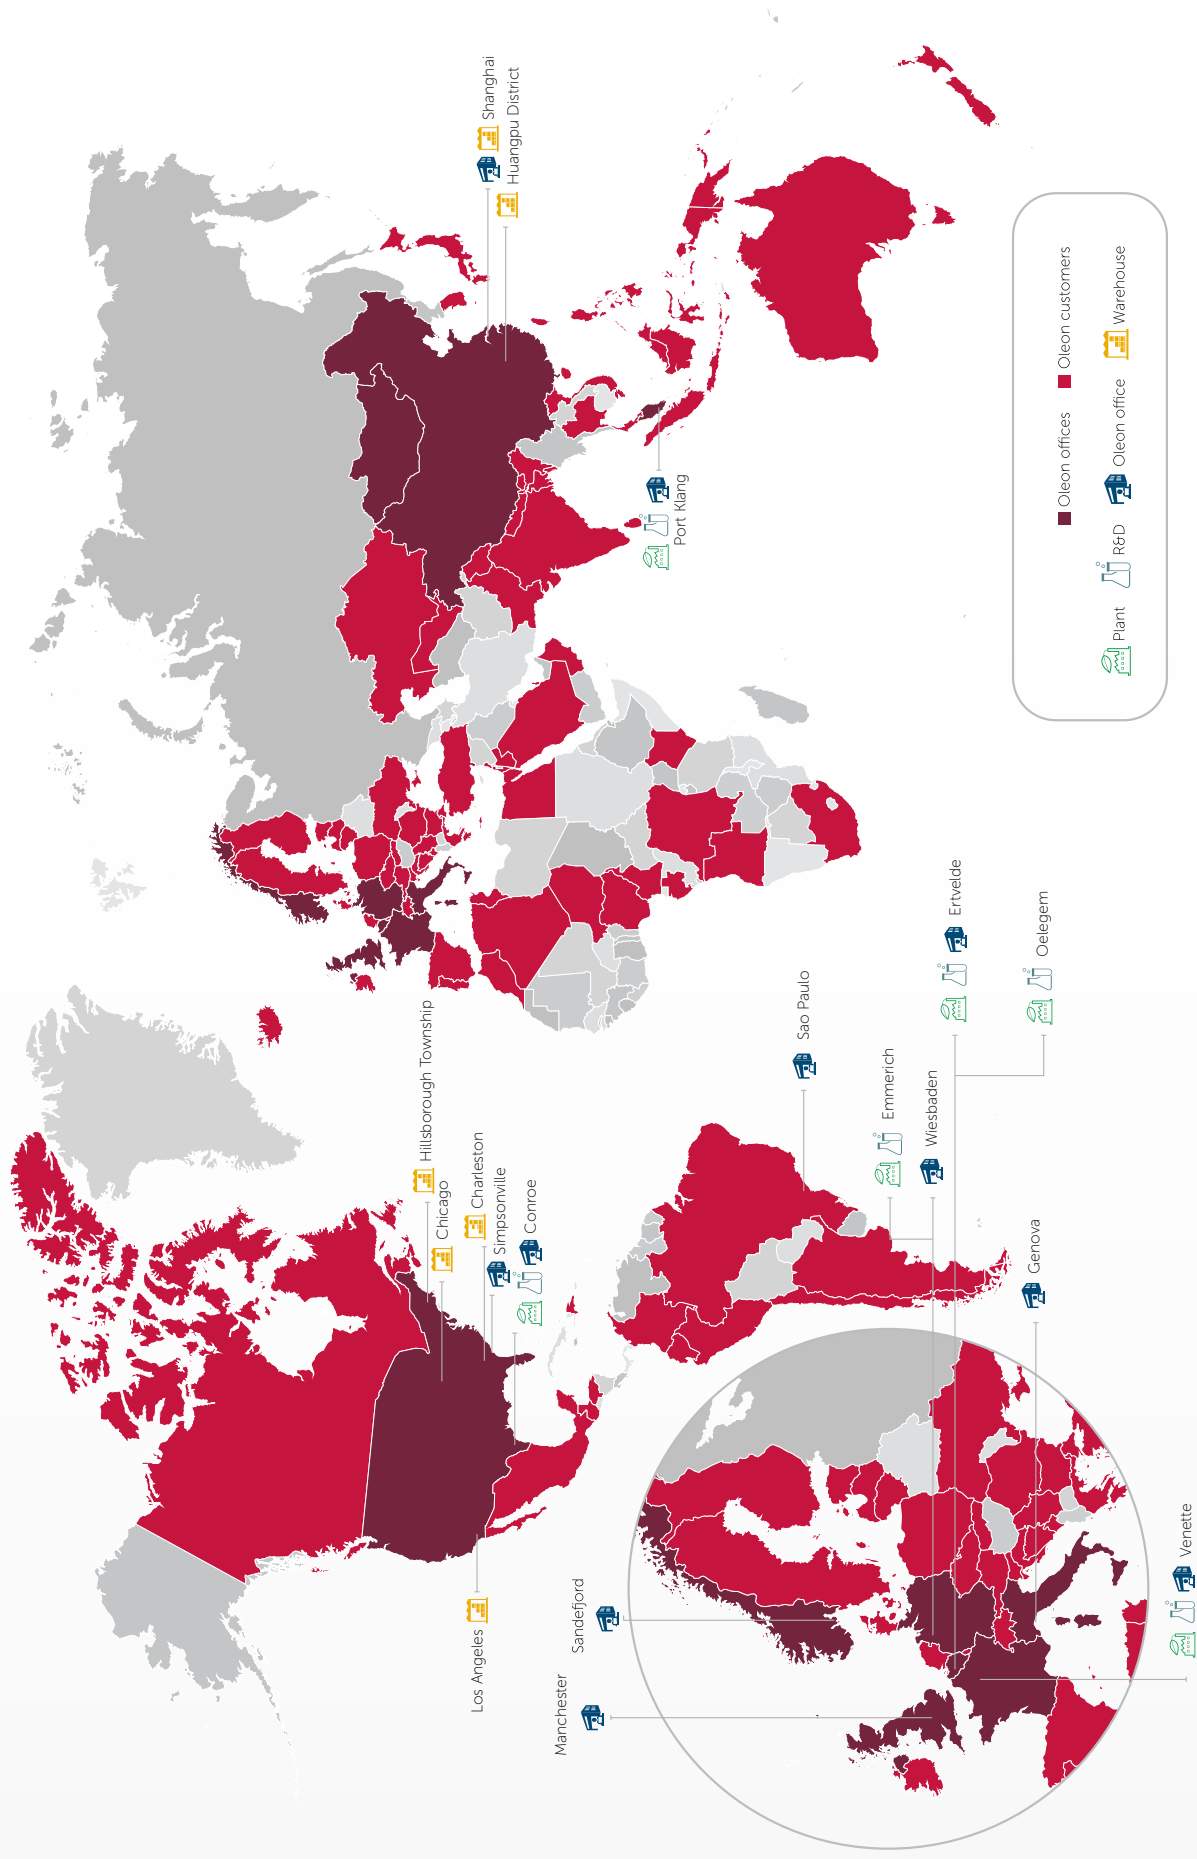 Hillsborough Township
Chicago
Charleston
Simpsonville
Conroe
Los Angeles
Sao Paulo
Shanghai
Huangpu District
Port Klang
Sandefjord
Manchester
Emmerich
Wiesbaden
Ertvelde
Oelegem
Genova
Venette
Oleon offices
Oleon customers
Plant
R&D
Oleon office
Warehouse